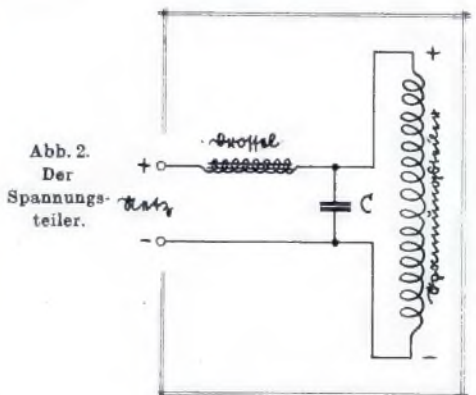 Abb. 2.
Der
Spannungs-
teiler.
Drossel
+
Netz
-
C
+
Spannungsteiler
-